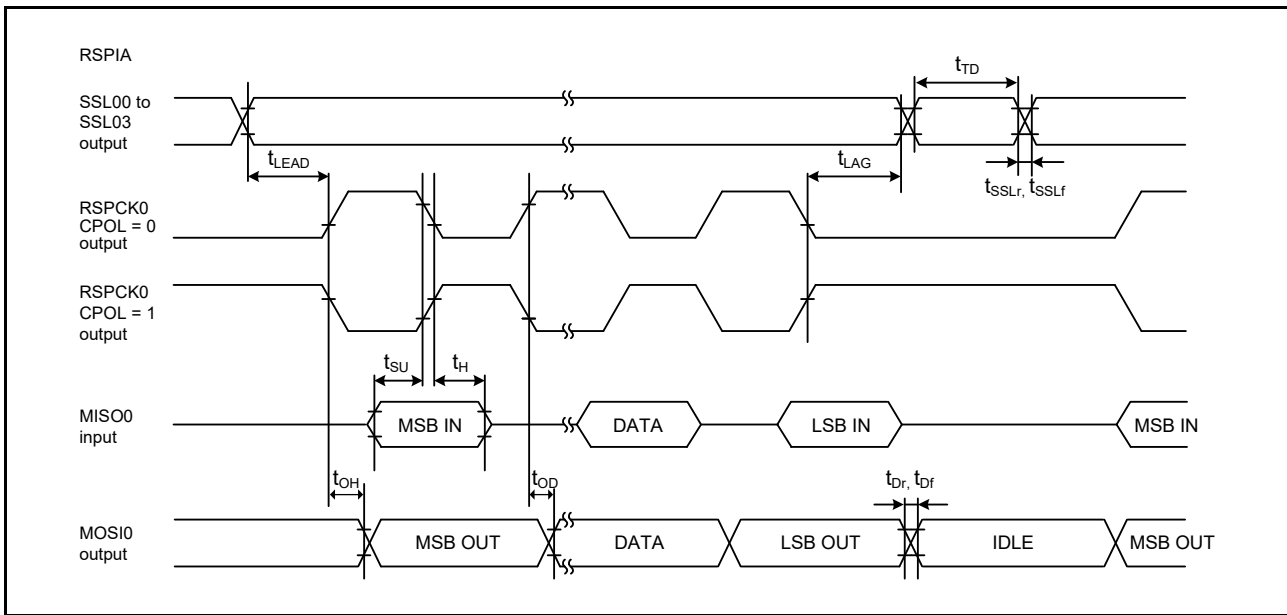 RSPIA
SSL00 to
SSL03
output
tTD
tLEAD
tLAG
tSSLr, tSSLf
RSPCK0
CPOL = 0
output
RSPCK0
CPOL = 1
output
tSU
tH
MISO0
input
MSB IN
DATA
LSB IN
MSB IN
tOH
tOD
tDr, tDf
MOSI0
output
MSB OUT
DATA
LSB OUT
IDLE
MSB OUT